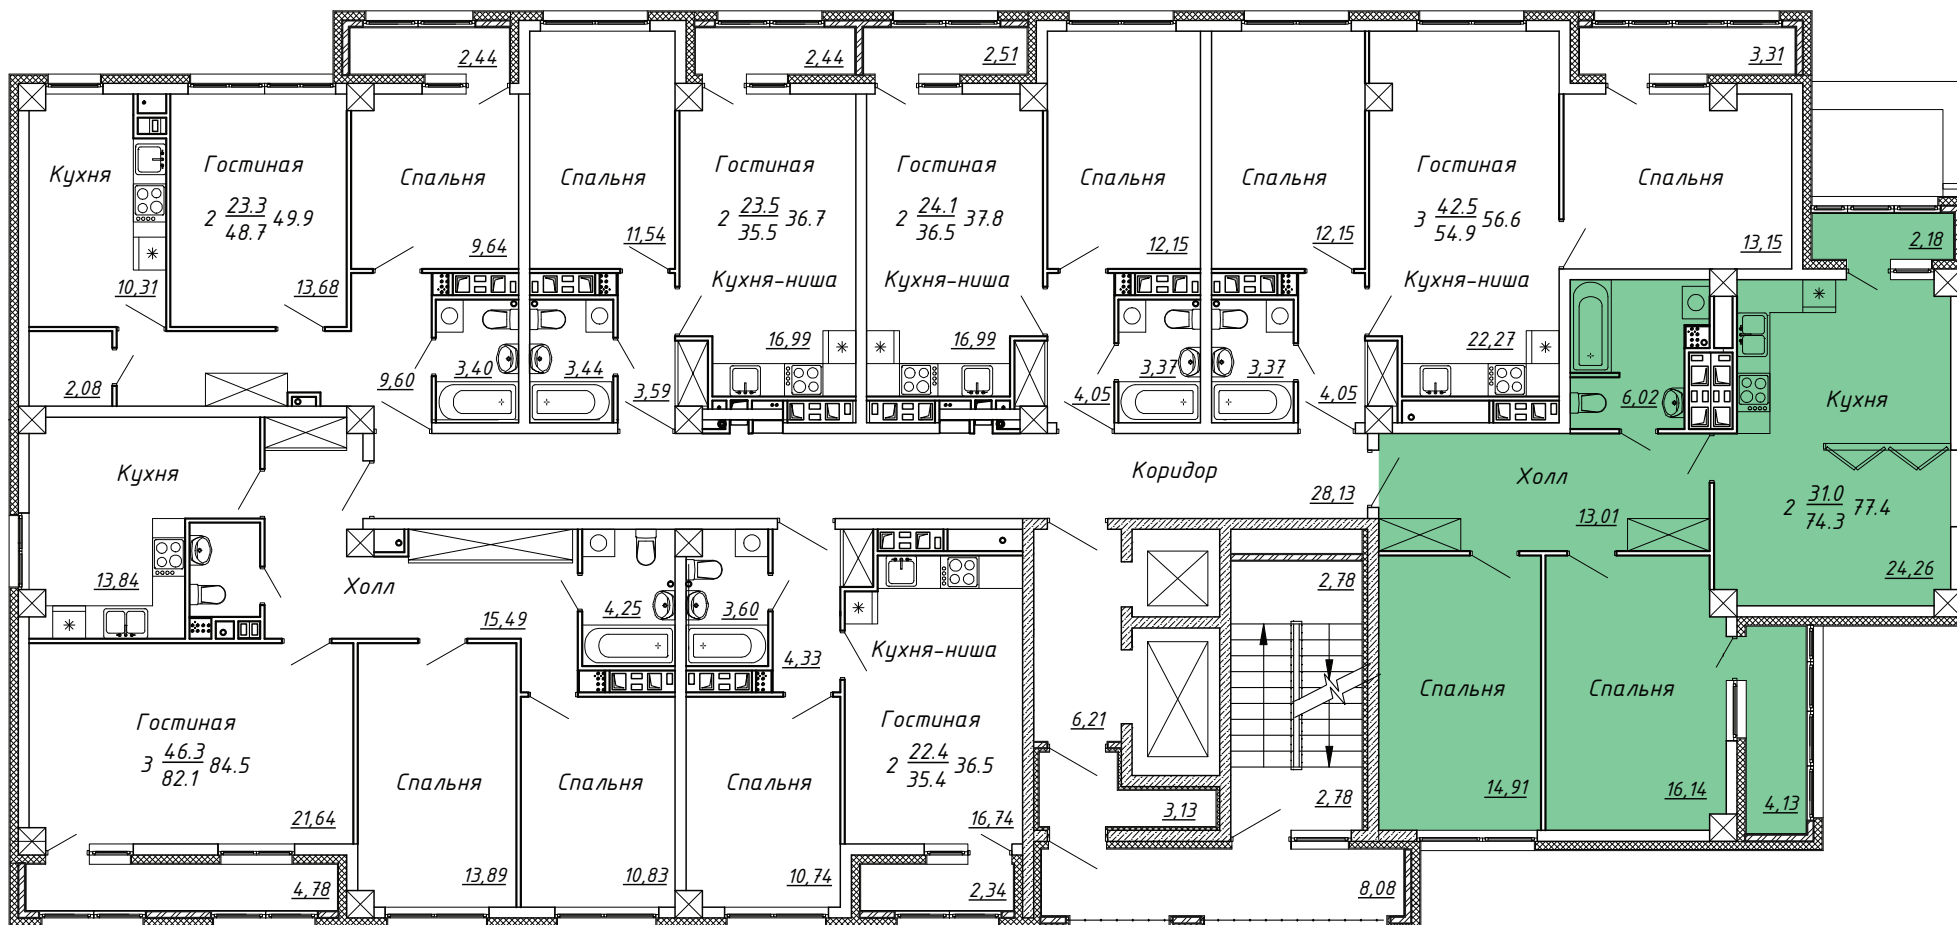 2,44
2,44
2,51
3,31
Кухня
Гостиная
2 23.3 49.9
48.7
10,31
13,68
2,08
Спальня
9,64
9,60
3,40
Спальня
11,54
3,44
3,59
Гостиная
2 23.5 36.7
35.5
Кухня-ниша
16,99
Гостиная
2 24.1 37.8
36.5
Кухня-ниша
16,99
Спальня
12,15
3,37
4,05
Спальня
12,15
3,37
4,05
Гостиная
3 42.5 56.6
54.9
Кухня-ниша
22,27
Спальня
13,15
2,18
6,02
Кухня
2 31.0 77.4
74.3
24,26
Холл
13,01
Коридор
28,13
Кухня
13,84
Холл
15,49
4,25
3,60
4,33
Кухня-ниша
Гостиная
2 22.4 36.5
35.4
16,74
Гостиная
3 46.3 84.5
82.1
21,64
Спальня
13,89
Спальня
10,83
Спальня
10,74
4,78
2,34
6,21
3,13
2,78
2,78
8,08
Спальня
14,91
Спальня
16,14
4,13